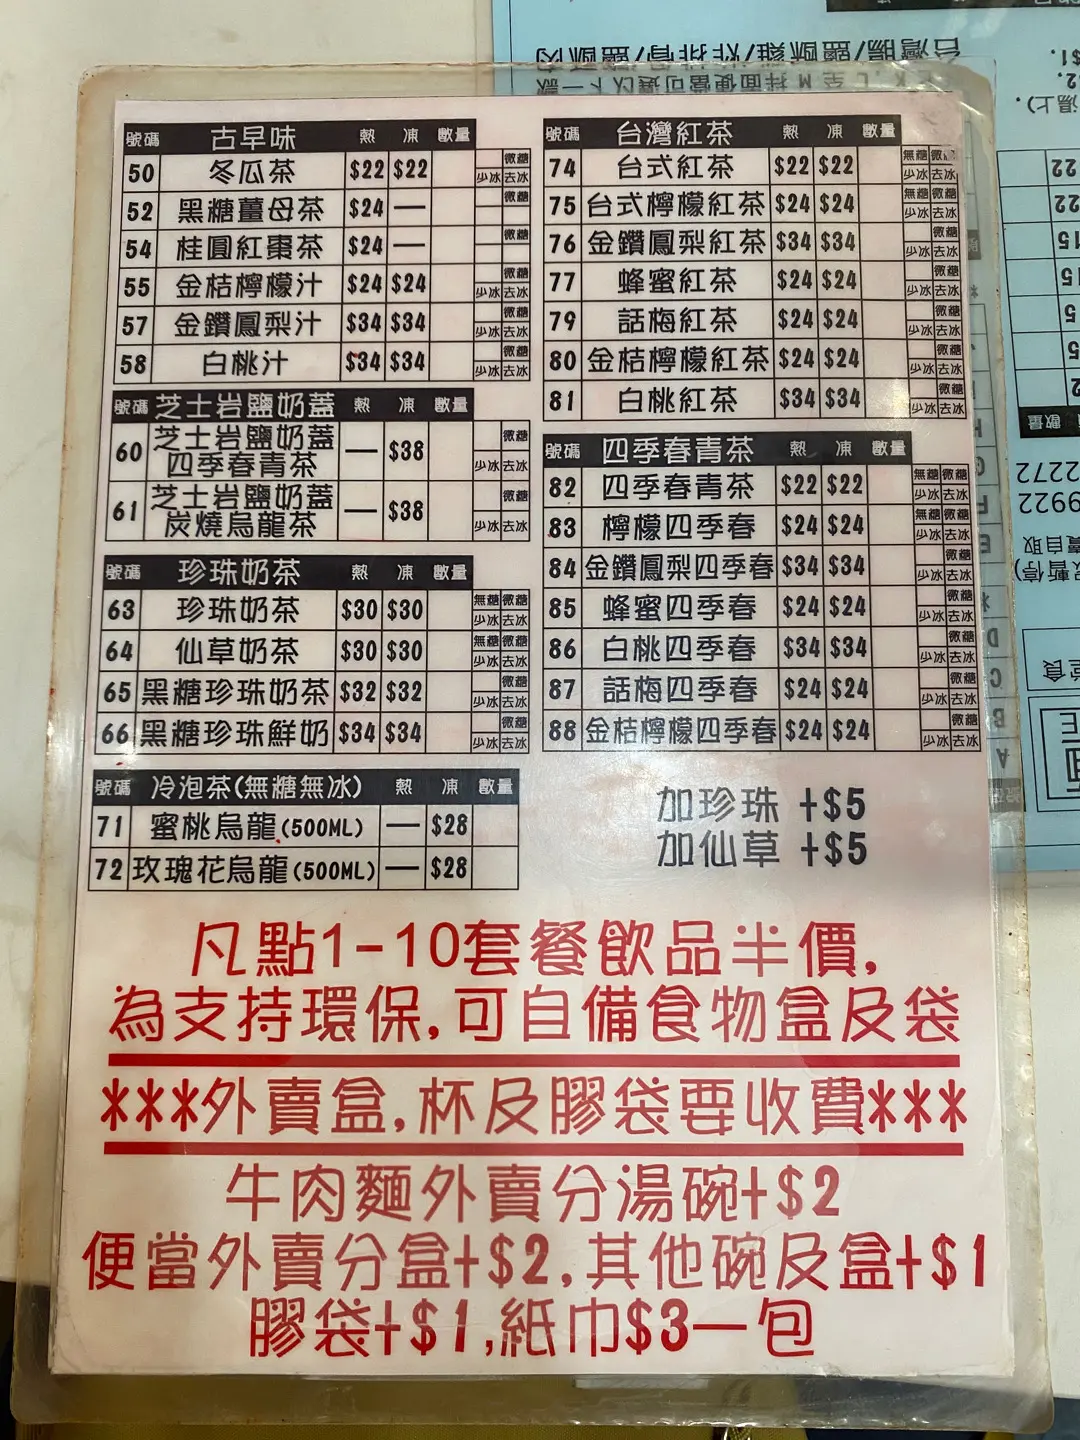 號碼 古早味 熱 凍 數量
50 冬瓜茶 $22 $22 微糖 少冰 去冰
52 黑糖薑母茶 $24 — 微糖
54 桂圓紅棗茶 $24 — 微糖
55 金桔檸檬汁 $24 $24 微糖 少冰 去冰
57 金鑽鳳梨汁 $34 $34 微糖 少冰 去冰
58 白桃汁 $34 $34 微糖 少冰 去冰
號碼 芝士岩鹽奶蓋 熱 凍 數量
60 芝士岩鹽奶蓋 — $38 微糖
四季春青茶 少冰 去冰
61 芝士岩鹽奶蓋 — $38 微糖
炭燒烏龍茶 少冰 去冰
號碼 珍珠奶茶 熱 凍 數量
63 珍珠奶茶 $30 $30 無糖 微糖 少冰 去冰
64 仙草奶茶 $30 $30 無糖 微糖 少冰 去冰
65 黑糖珍珠奶茶 $32 $32 微糖 少冰 去冰
66 黑糖珍珠鮮奶 $34 $34 微糖 少冰 去冰
號碼 冷泡茶(無糖無冰) 熱 凍 數量
71 蜜桃烏龍(500ML) — $28
72 玫瑰花烏龍(500ML) — $28
號碼 台灣紅茶 熱 凍 數量
74 台式紅茶 $22 $22 無糖 微糖 少冰 去冰
75 台式檸檬紅茶 $24 $24 無糖 微糖 少冰 去冰
76 金鑽鳳梨紅茶 $34 $34 無糖 微糖 少冰 去冰
77 蜂蜜紅茶 $24 $24 微糖 少冰 去冰
79 話梅紅茶 $24 $24 微糖 少冰 去冰
80 金桔檸檬紅茶 $24 $24 微糖 少冰 去冰
81 白桃紅茶 $34 $34 微糖 少冰 去冰
號碼 四季春青茶 熱 凍 數量
82 四季春青茶 $22 $22 無糖 微糖 少冰 去冰
83 檸檬四季春 $24 $24 無糖 微糖 少冰 去冰
84 金鑽鳳梨四季春 $34 $34 微糖 少冰 去冰
85 蜂蜜四季春 $24 $24 微糖 少冰 去冰
86 白桃四季春 $34 $34 微糖 少冰 去冰
87 話梅四季春 $24 $24 微糖 少冰 去冰
88 金桔檸檬四季春 $24 $24 微糖 少冰 去冰
加珍珠 +$5
加仙草 +$5
凡點1-10套餐飲品半價,
為支持環保,可自備食物盒及袋
***外賣盒,杯及膠袋要收費***
牛肉麵外賣分湯碗+$2
便當外賣分盒+$2,其他碗及盒+$1
膠袋+$1,紙巾$3一包